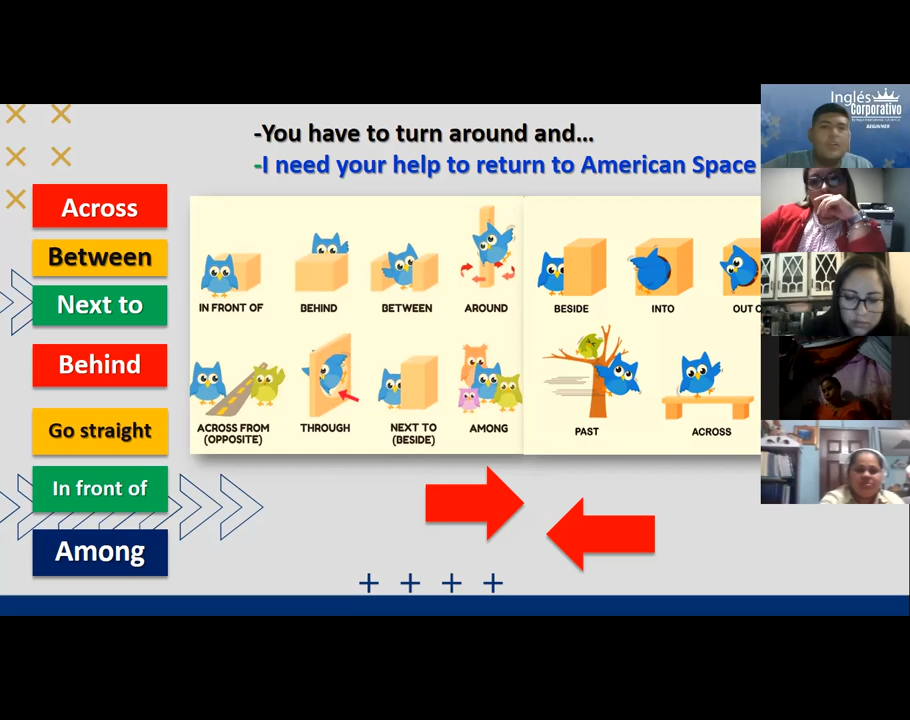 -You have to turn around and...
-I need your help to return to American Space
Across
Between
Next to
Behind
Go straight
In front of
Among
IN FRONT OF
BEHIND
BETWEEN
AROUND
BESIDE
INTO
OUT O
ACROSS FROM
(OPPOSITE)
THROUGH
NEXT TO
(BESIDE)
AMONG
PAST
ACROSS
Inglés
Corporativo
BEGINNER